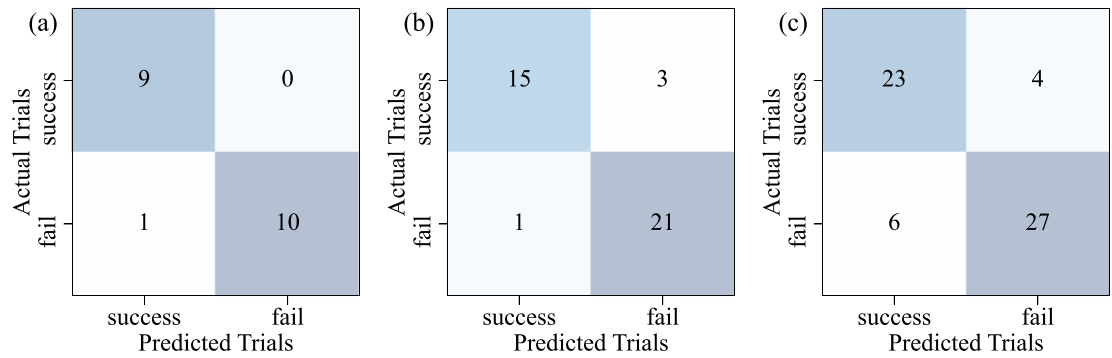 (a)
Actual Trials
success
fail
9
0
1
10
success
fail
Predicted Trials
(b)
Actual Trials
success
fail
15
3
1
21
success
fail
Predicted Trials
(c)
Actual Trials
success
fail
23
4
6
27
success
fail
Predicted Trials